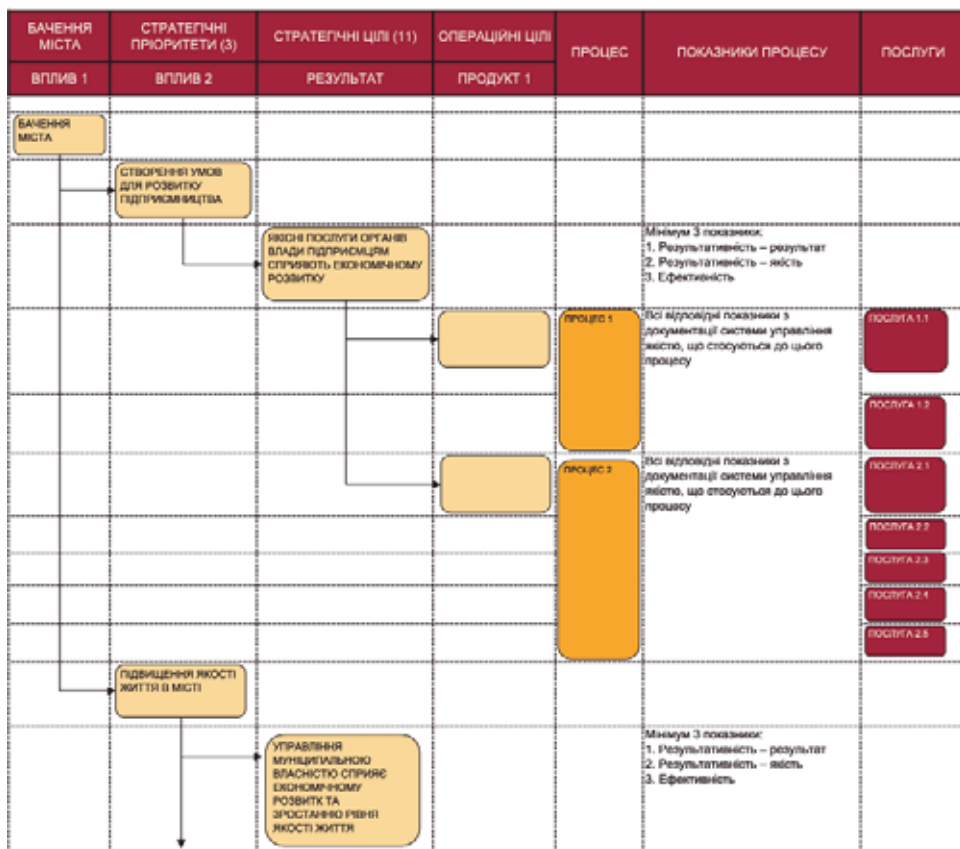 БАЧЕННЯ
МІСТА
СТРАТЕГІЧНІ
ПРІОРИТЕТИ (3)
СТРАТЕГІЧНІ ЦІЛІ (11)
ОПЕРАЦІЙНІ ЦІЛІ
ПРОЦЕС
ПОКАЗНИКИ ПРОЦЕСУ
ПОСЛУГИ
ВПЛИВ 1
ВПЛИВ 2
РЕЗУЛЬТАТ
ПРОДУКТ 1
БАЧЕННЯ
МІСТА
СТВОРЕННЯ УМОВ
ДЛЯ РОЗВИТКУ
ПІДПРИЄМНИЦТВА
ЯКІСНІ ПОСЛУГИ ОРГАНІВ
ВЛАДИ ПІДПРИЄМЦЯМ
СПРИЯЮТЬ ЕКОНОМІЧНОМУ
РОЗВИТКУ
Мінімум 3 показники:
1. Результативність – результат
2. Результативність – якість
3. Ефективність
ПРОЦЕС 1
Всі відповідні показники з
документації системи управління
якістю, що стосуються до цього
процесу
ПОСЛУГА 1.1
ПОСЛУГА 1.2
ПРОЦЕС 2
Всі відповідні показники з
документації системи управління
якістю, що стосуються до цього
процесу
ПОСЛУГА 2.1
ПОСЛУГА 2.2
ПОСЛУГА 2.3
ПОСЛУГА 2.4
ПОСЛУГА 2.5
ПІДВИЩЕННЯ ЯКОСТІ
ЖИТТЯ В МІСТІ
УПРАВЛІННЯ
МУНІЦИПАЛЬНОЮ
ВЛАСНІСТЮ СПРИЯЄ
ЕКОНОМІЧНОМУ
РОЗВИТК ТА
ЗРОСТАННЮ РІВНЯ
ЯКОСТІ ЖИТТЯ
Мінімум 3 показники:
1. Результативність – результат
2. Результативність – якість
3. Ефективність